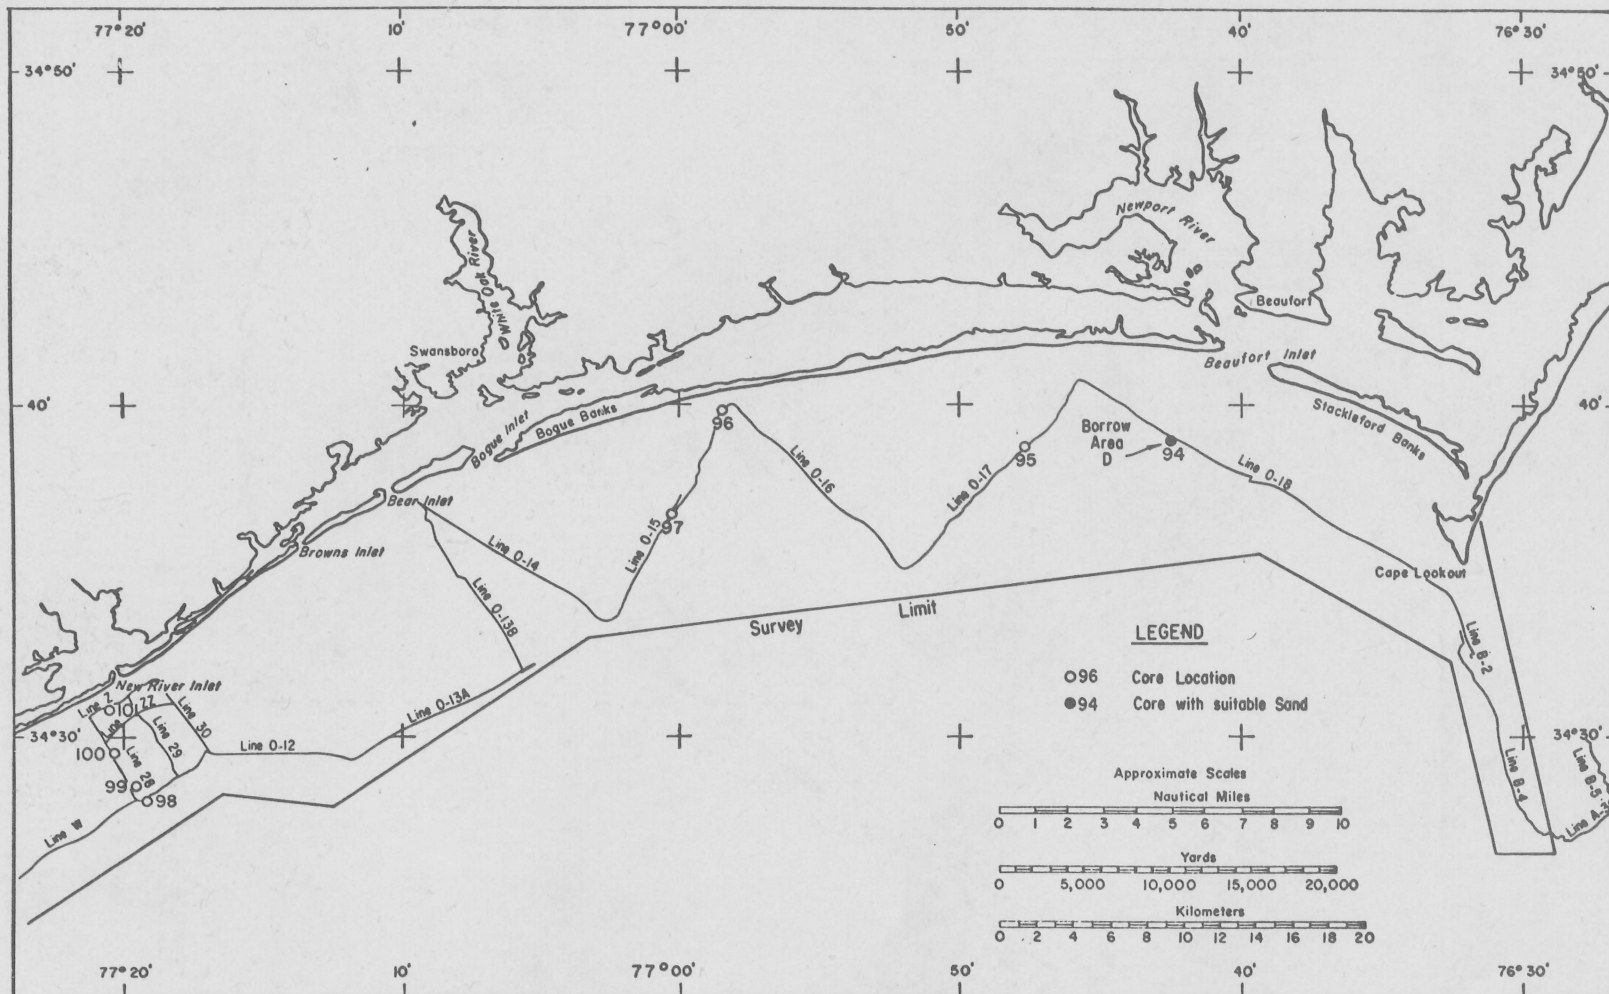 77°20' 10' 77°00' 50' 40' 76°30'
34°50' 34°50'
Newport River
White Oak River
Beaufort
Swansboro
Beaufort Inlet
40' 40'
Bogue Inlet
Bogue Banks
Stackleford Banks
96
Borrow
Area
D
94
95
Line O-16
Line O-17
Line O-18
97
Line O-15
Bear Inlet
Browns Inlet
Line O-14
Line O-13B
Cape Lookout
Survey Limit
Line B-2
New River Inlet
Line Z
101
Line 30
Line 29
Line 28
Line O-13A
Line O-12
100
99
98
Line W
34°30' 34°30'
Line B-4
Line B-5
LEGEND
96 Core Location
94 Core with suitable Sand
Approximate Scales
Nautical Miles
0 1 2 3 4 5 6 7 8 9 10
Yards
0 5,000 10,000 15,000 20,000
Kilometers
0 2 4 6 8 10 12 14 16 18 20
77°20' 10' 77°00' 50' 40' 76°30'